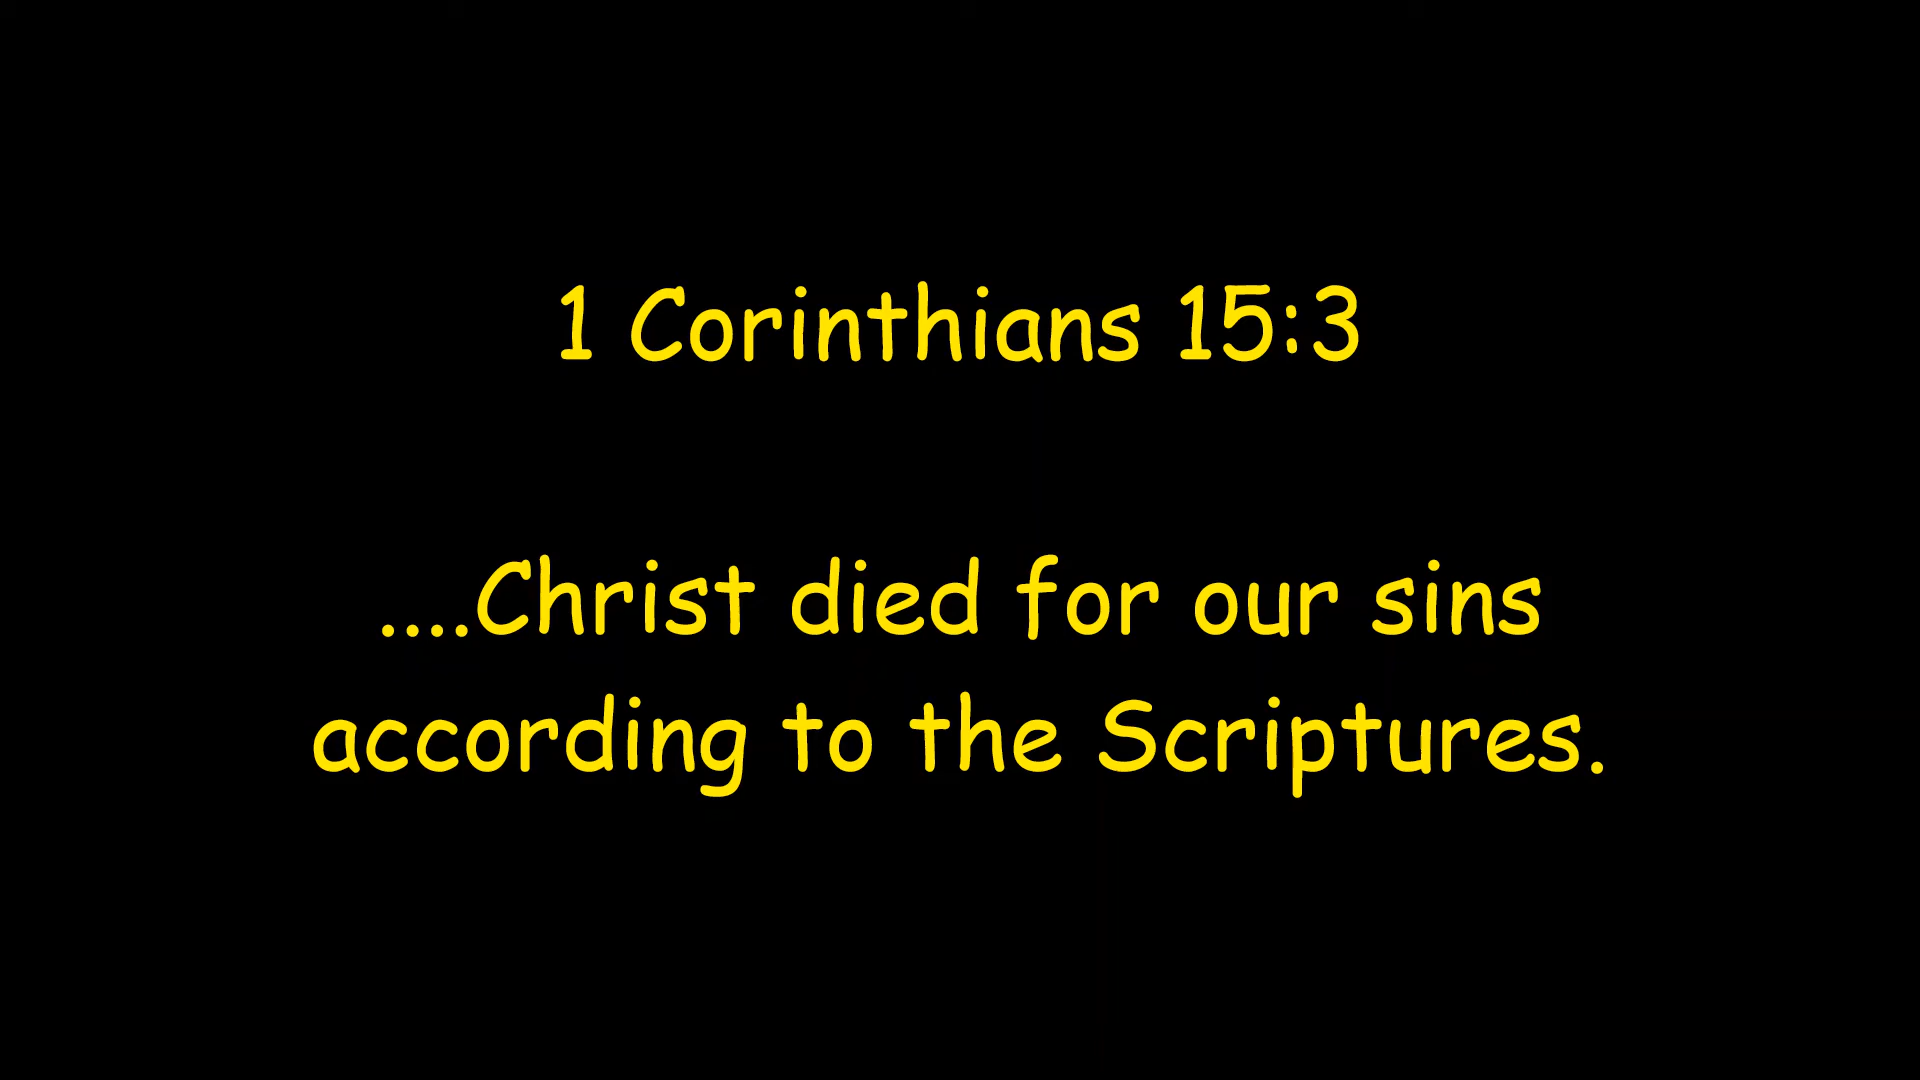 1 Corinthians 15:3
....Christ died for our sins
according to the Scriptures.